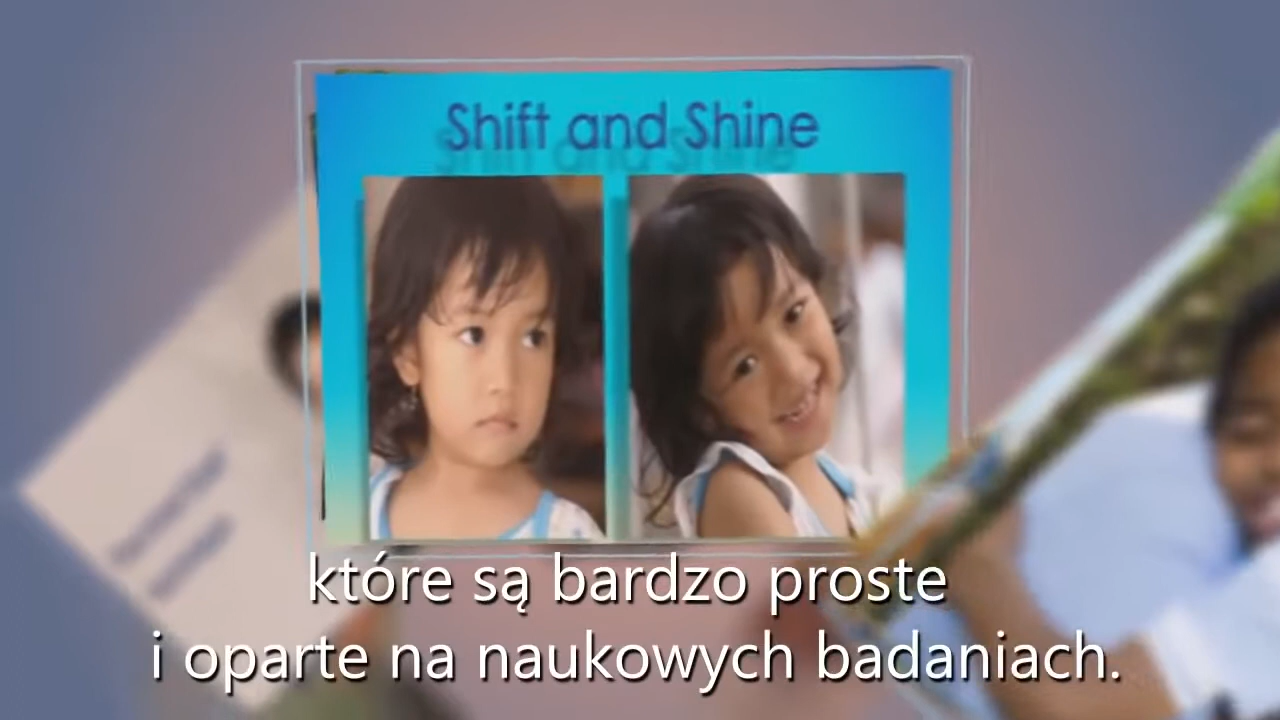 Shift and Shine
które są bardzo proste
i oparte na naukowych badaniach.